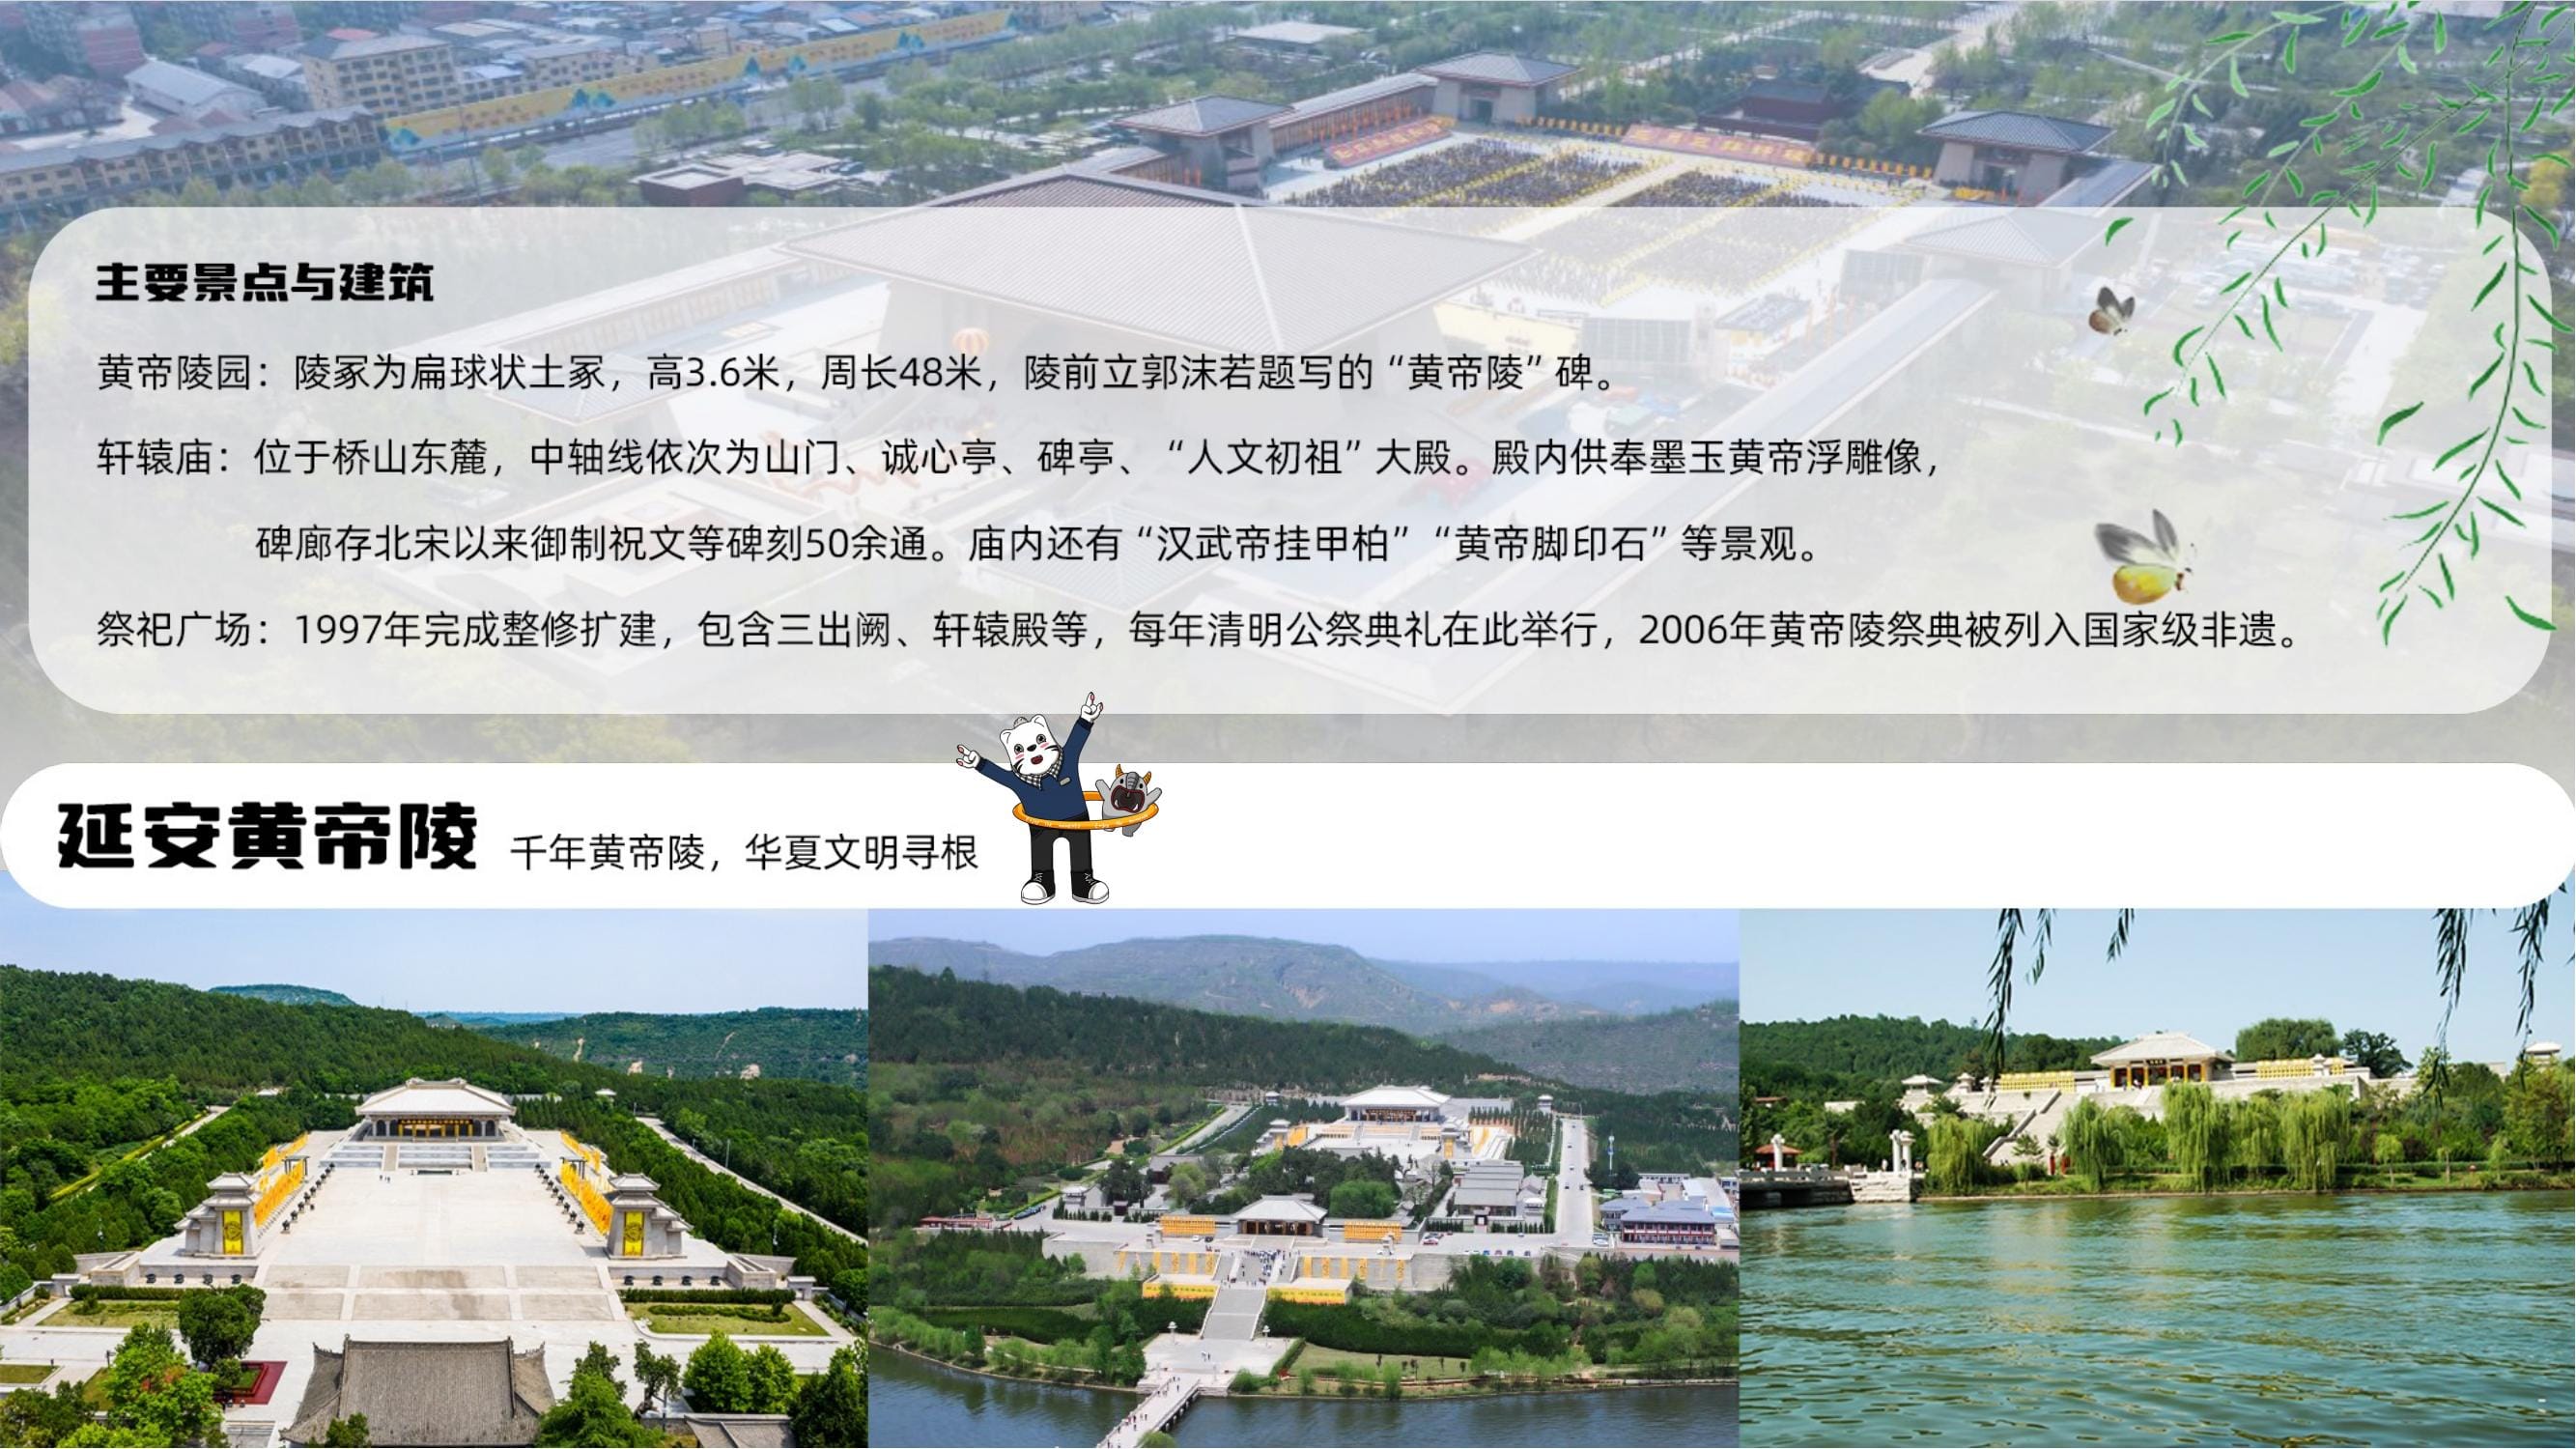 主要景点与建筑
黄帝陵园：陵冢为扁球状土冢，高3.6米，周长48米，陵前立郭沫若题写的“黄帝陵”碑。
轩辕庙：位于桥山东麓，中轴线依次为山门、诚心亭、碑亭、“人文初祖”大殿。殿内供奉墨玉黄帝浮雕像，
碑廊存北宋以来御制祝文等碑刻50余通。庙内还有“汉武帝挂甲柏”“黄帝脚印石”等景观。
祭祀广场：1997年完成整修扩建，包含三出阙、轩辕殿等，每年清明公祭典礼在此举行，2006年黄帝陵祭典被列入国家级非遗。
延安黄帝陵
千年黄帝陵，华夏文明寻根